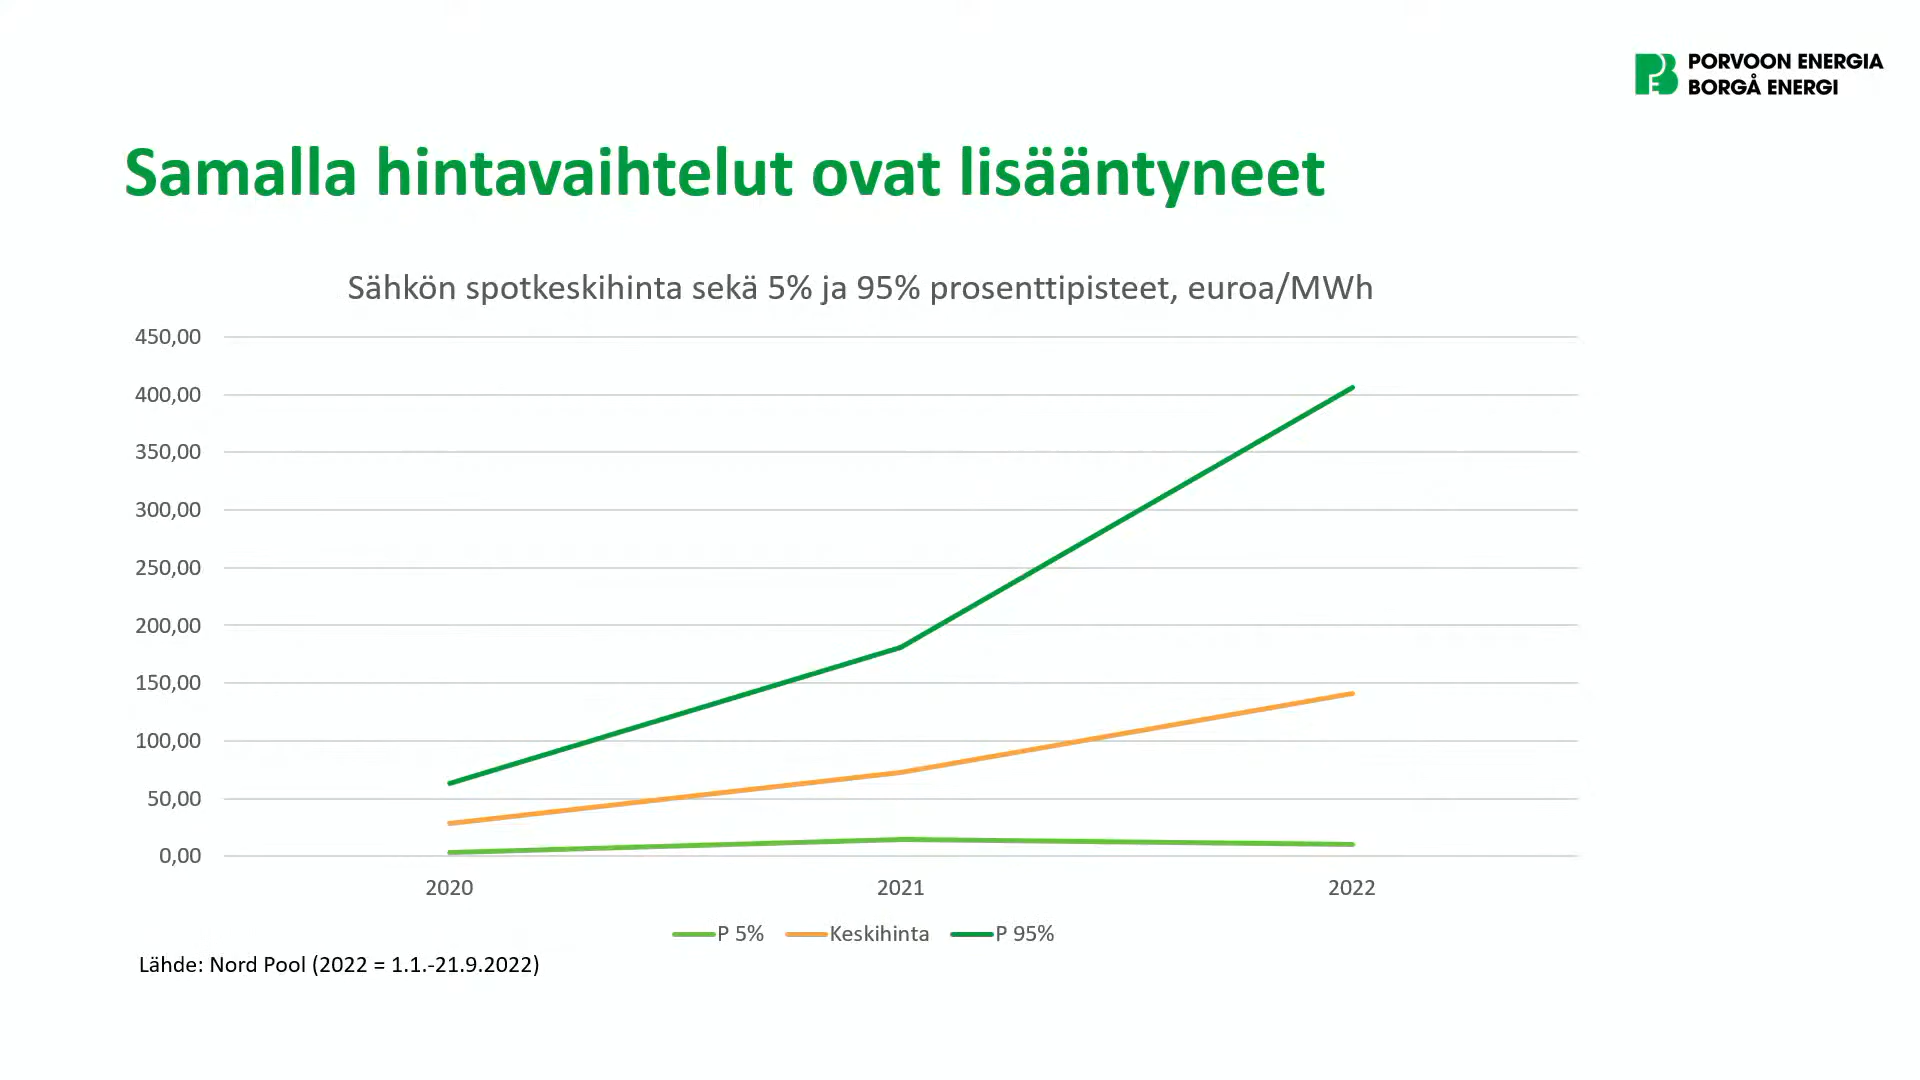 PORVOON ENERGIA
BORGÅ ENERGI
Samalla hintavaihtelut ovat lisääntyneet
Sähkön spotkeskihinta sekä 5% ja 95% prosenttipisteet, euroa/MWh
450,00
400,00
350,00
300,00
250,00
200,00
150,00
100,00
50,00
0,00
2020 2021 2022
P 5% Keskihinta P 95%
Lähde: Nord Pool (2022 = 1.1.-21.9.2022)